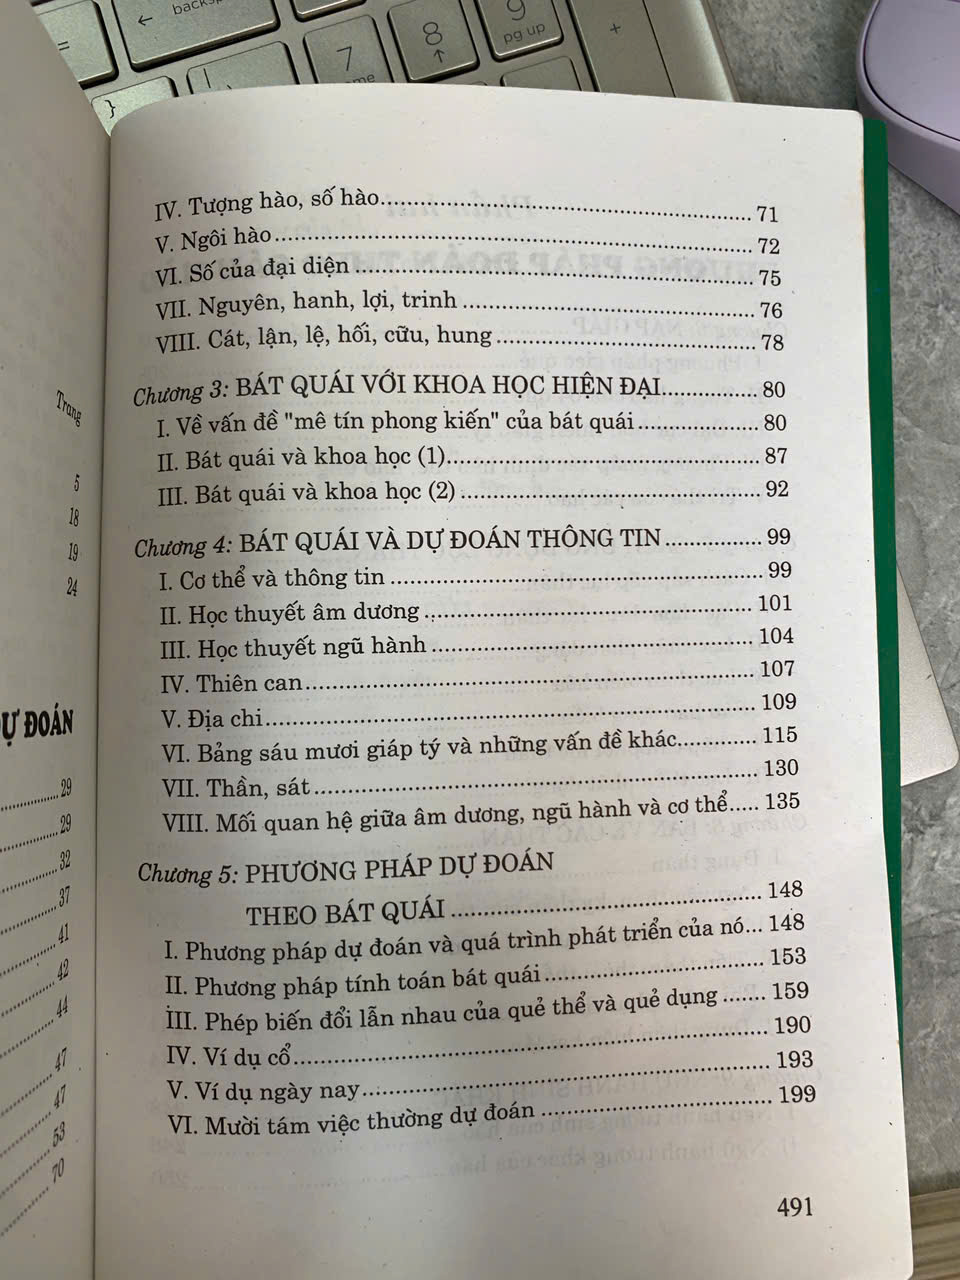 backsp
=
}
7
8
9
pg up
+
Trang
5
18
19
24
Ự ĐOÁN
29
29
32
37
41
42
44
47
47
53
70
IV. Tượng hào, số hào 71
V. Ngôi hào 72
VI. Số của đại diện 75
VII. Nguyên, hanh, lợi, trinh 76
VIII. Cát, lận, lệ, hối, cữu, hung 78
Chương 3: BÁT QUÁI VỚI KHOA HỌC HIỆN ĐẠI 80
I. Về vấn đề "mê tín phong kiến" của bát quái 80
II. Bát quái và khoa học (1) 87
III. Bát quái và khoa học (2) 92
Chương 4: BÁT QUÁI VÀ DỰ ĐOÁN THÔNG TIN 99
I. Cơ thể và thông tin 99
II. Học thuyết âm dương 101
III. Học thuyết ngũ hành 104
IV. Thiên can 107
V. Địa chi 109
VI. Bảng sáu mươi giáp tý và những vấn đề khác 115
VII. Thần, sát 130
VIII. Mối quan hệ giữa âm dương, ngũ hành và cơ thể 135
Chương 5: PHƯƠNG PHÁP DỰ ĐOÁN
THEO BÁT QUÁI 148
I. Phương pháp dự đoán và quá trình phát triển của nó 148
II. Phương pháp tính toán bát quái 153
III. Phép biến đổi lẫn nhau của quẻ thể và quẻ dụng 159
IV. Ví dụ cổ 190
V. Ví dụ ngày nay 193
VI. Mười tám việc thường dự đoán 199
491